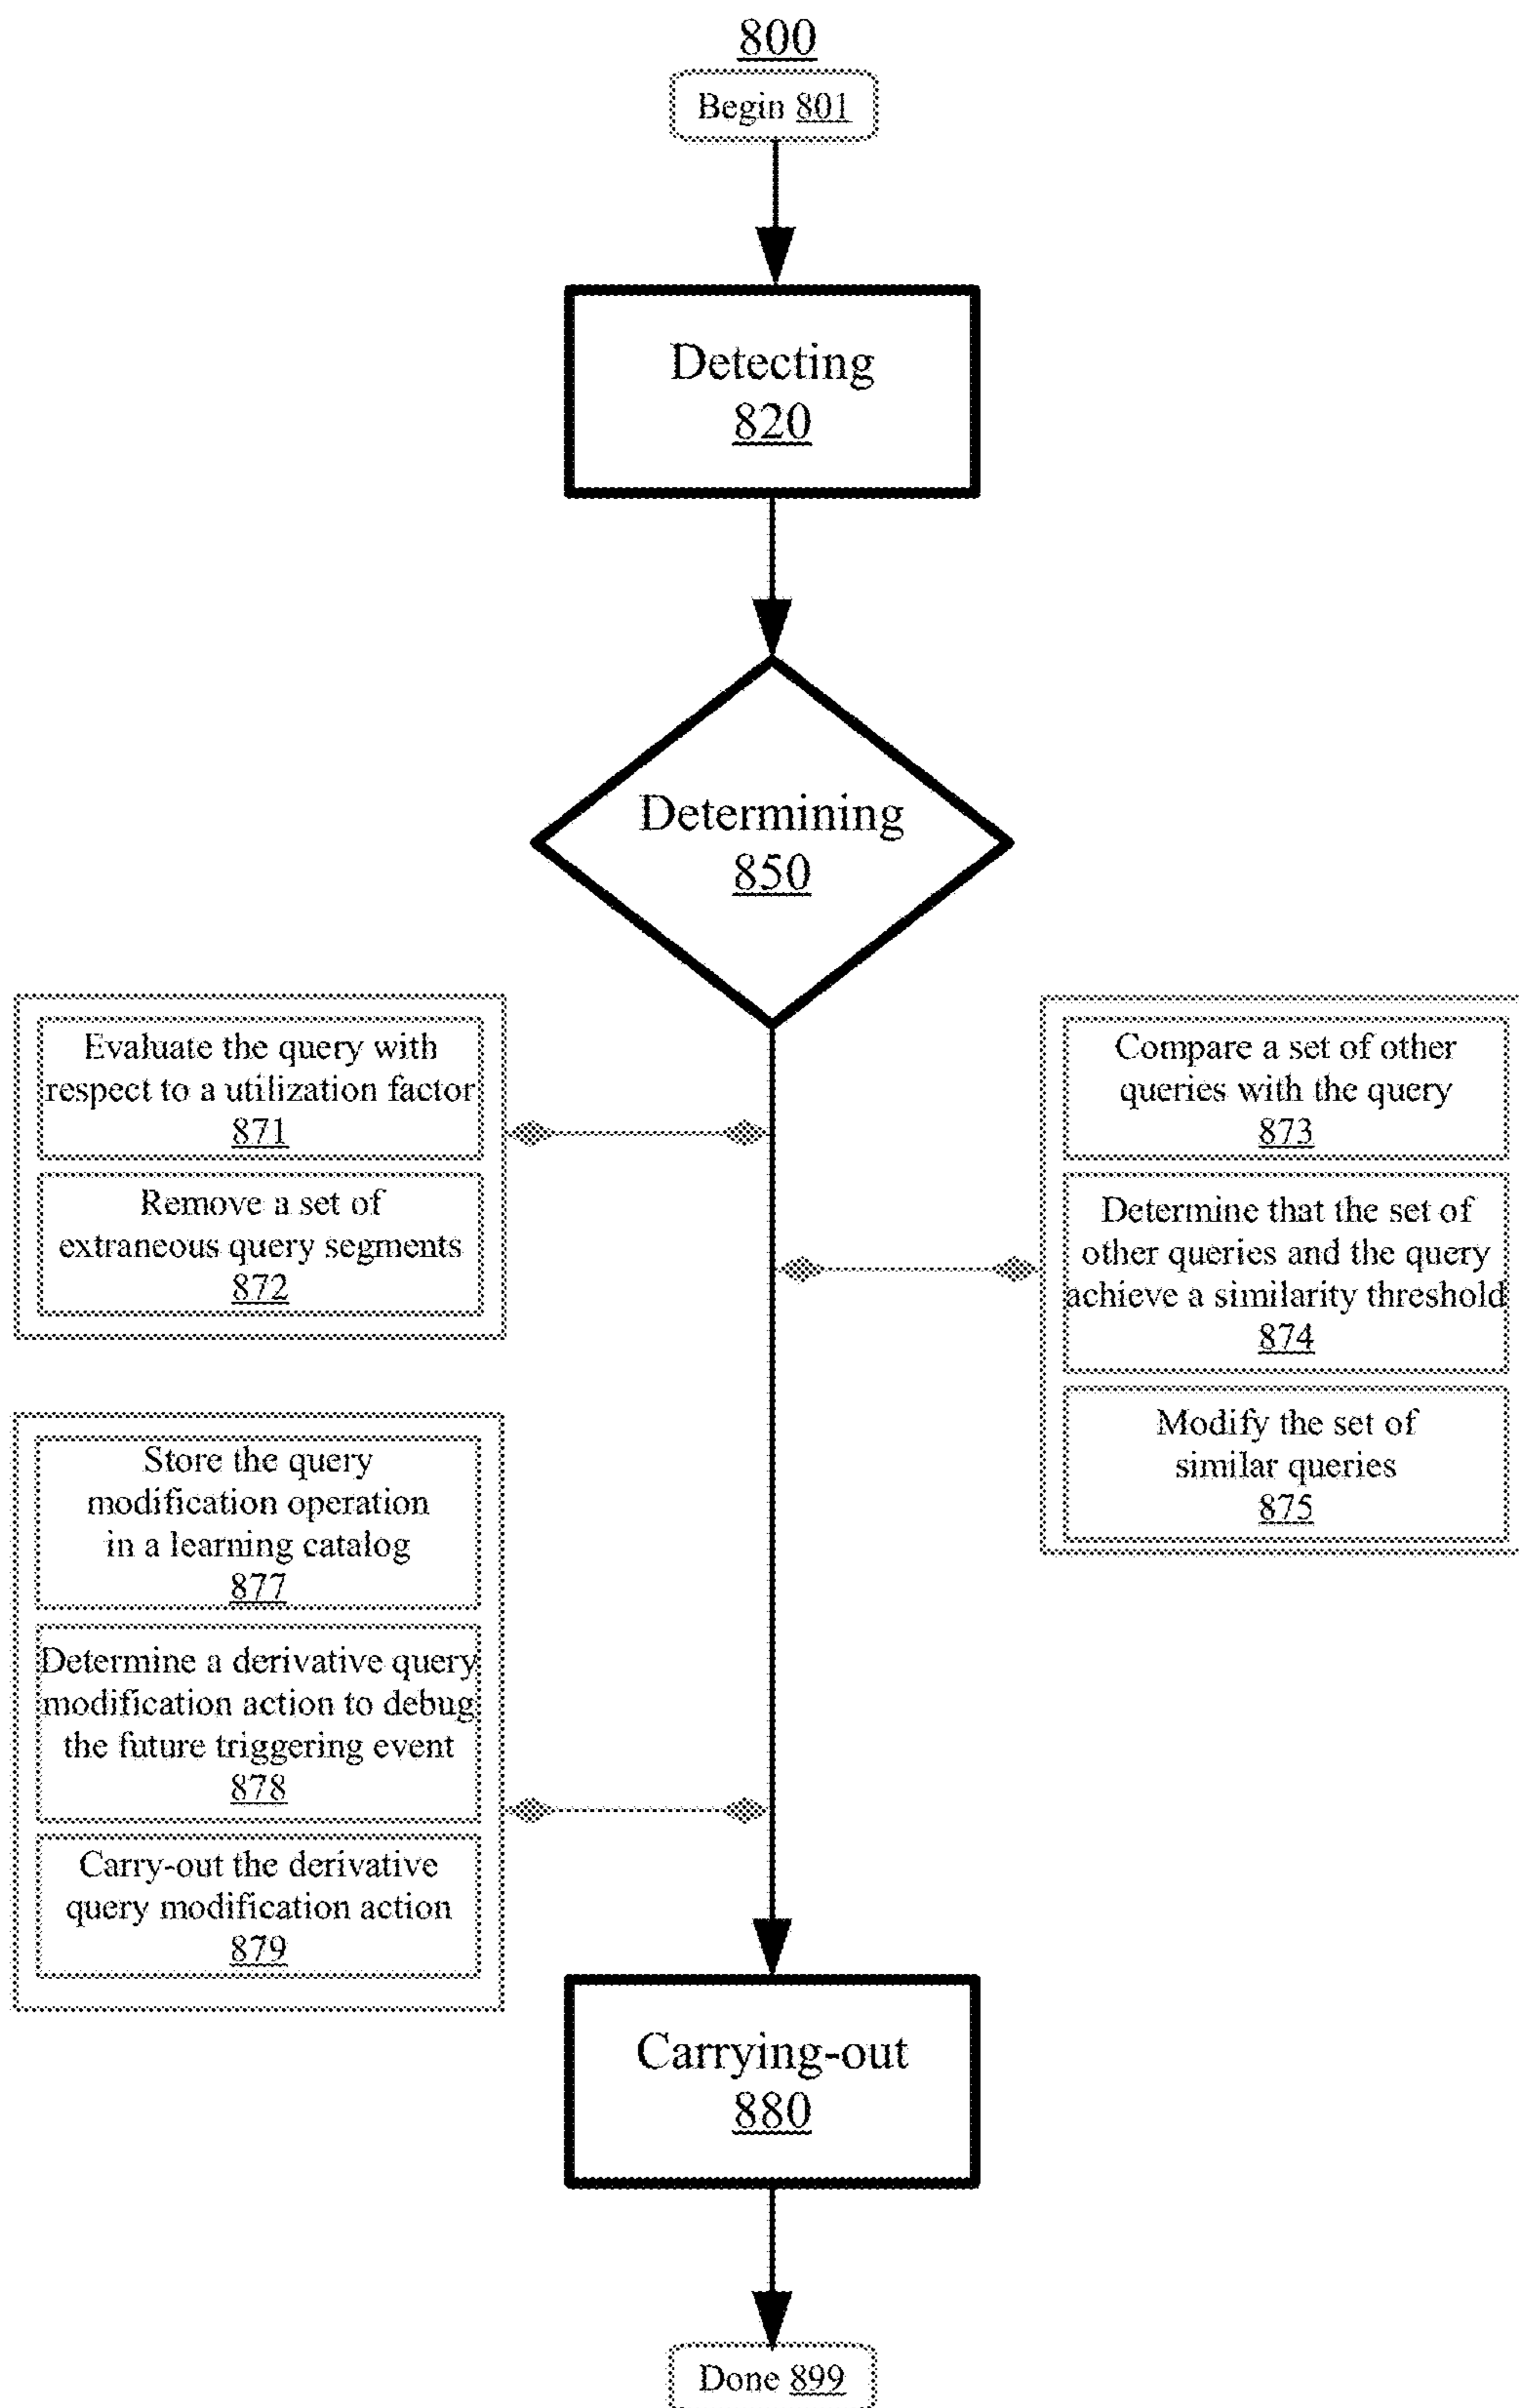 800
Begin 801
Detecting
820
Determining
850
Evaluate the query with
respect to a utilization factor
871
Remove a set of
extraneous query segments
872
Compare a set of other
queries with the query
873
Determine that the set of
other queries and the query
achieve a similarity threshold
874
Modify the set of
similar queries
875
Store the query
modification operation
in a learning catalog
877
Determine a derivative query
modification action to debug
the future triggering event
878
Carry-out the derivative
query modification action
879
Carrying-out
880
Done 899